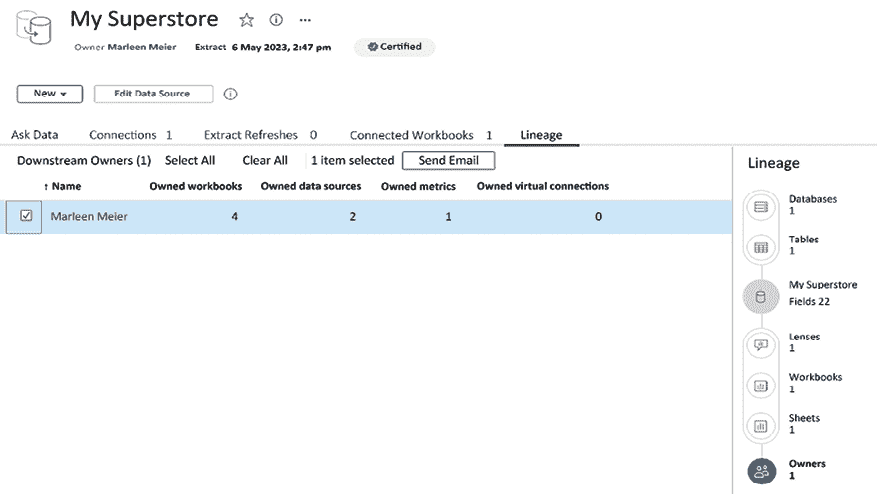 My Superstore
Owner Marleen Meier Extract 6 May 2023, 2:47 pm Certified
New Edit Data Source
Ask Data Connections 1 Extract Refreshes 0 Connected Workbooks 1 Lineage
Downstream Owners (1) Select All Clear All 1 item selected Send Email
↑ Name Owned workbooks Owned data sources Owned metrics Owned virtual connections
Marleen Meier 4 2 1 0
Lineage
Databases
1
Tables
1
My Superstore
Fields 22
Lenses
1
Workbooks
1
Sheets
1
Owners
1